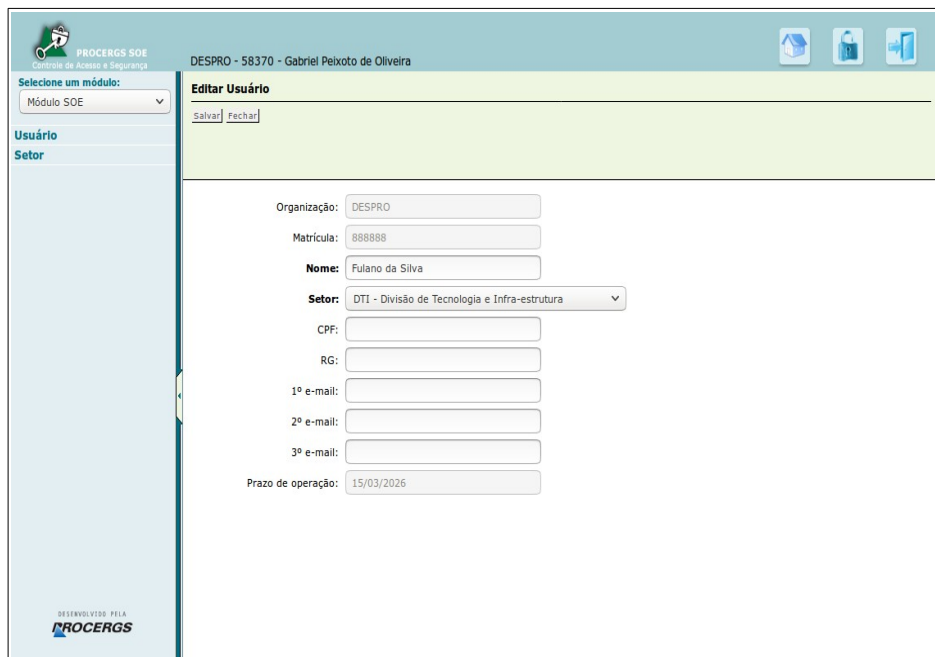 PROCERGS SOE
Controle de Acesso e Segurança
DESPRO - 58370 - Gabriel Peixoto de Oliveira
Selecione um módulo:
Módulo SOE
Usuário
Setor
Editar Usuário
Salvar Fechar
Organização: DESPRO
Matrícula: 888888
Nome: Fulano da Silva
Setor: DTI - Divisão de Tecnologia e Infra-estrutura
CPF:
RG:
1º e-mail:
2º e-mail:
3º e-mail:
Prazo de operação: 15/03/2026
DESENVOLVIDO PELA
PROCERGS